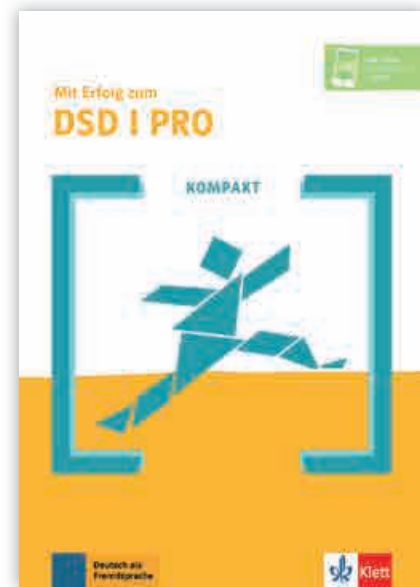 Mit Erfolg zum
DSD I PRO
KOMPAKT
Deutsch als
Fremdsprache
Klett